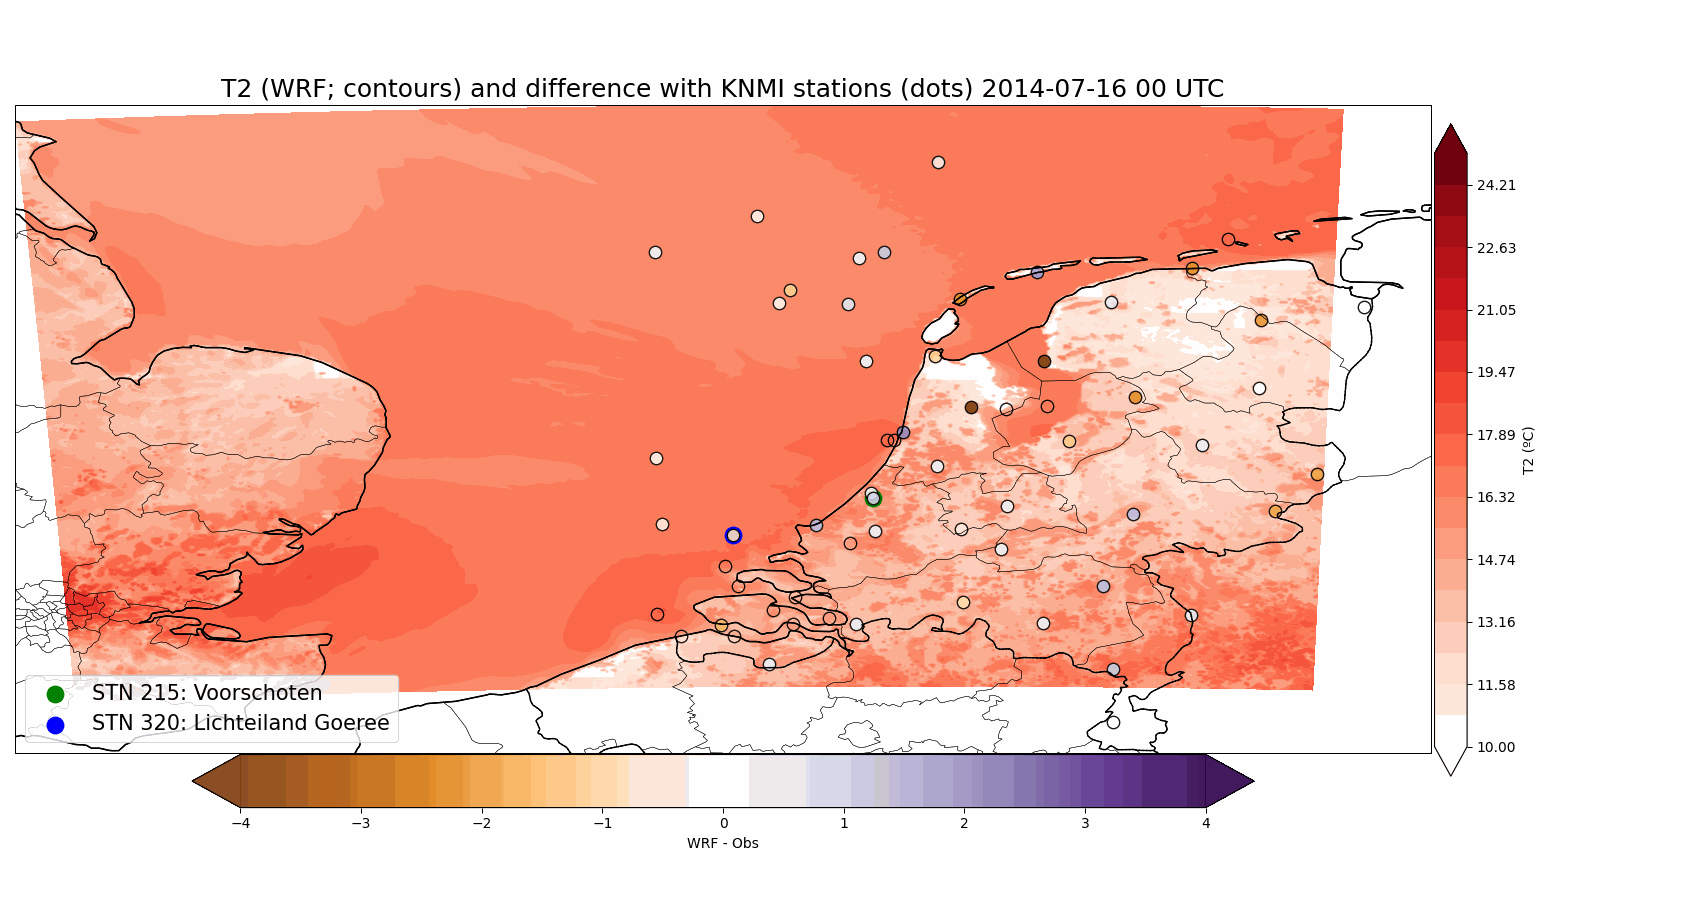 T2 (WRF; contours) and difference with KNMI stations (dots) 2014-07-16 00 UTC
24.21
22.63
21.05
19.47
17.89
16.32
14.74
13.16
11.58
10.00
T2 (ºC)
STN 215: Voorschoten
STN 320: Lichteiland Goeree
−4 −3 −2 −1 0 1 2 3 4
WRF - Obs